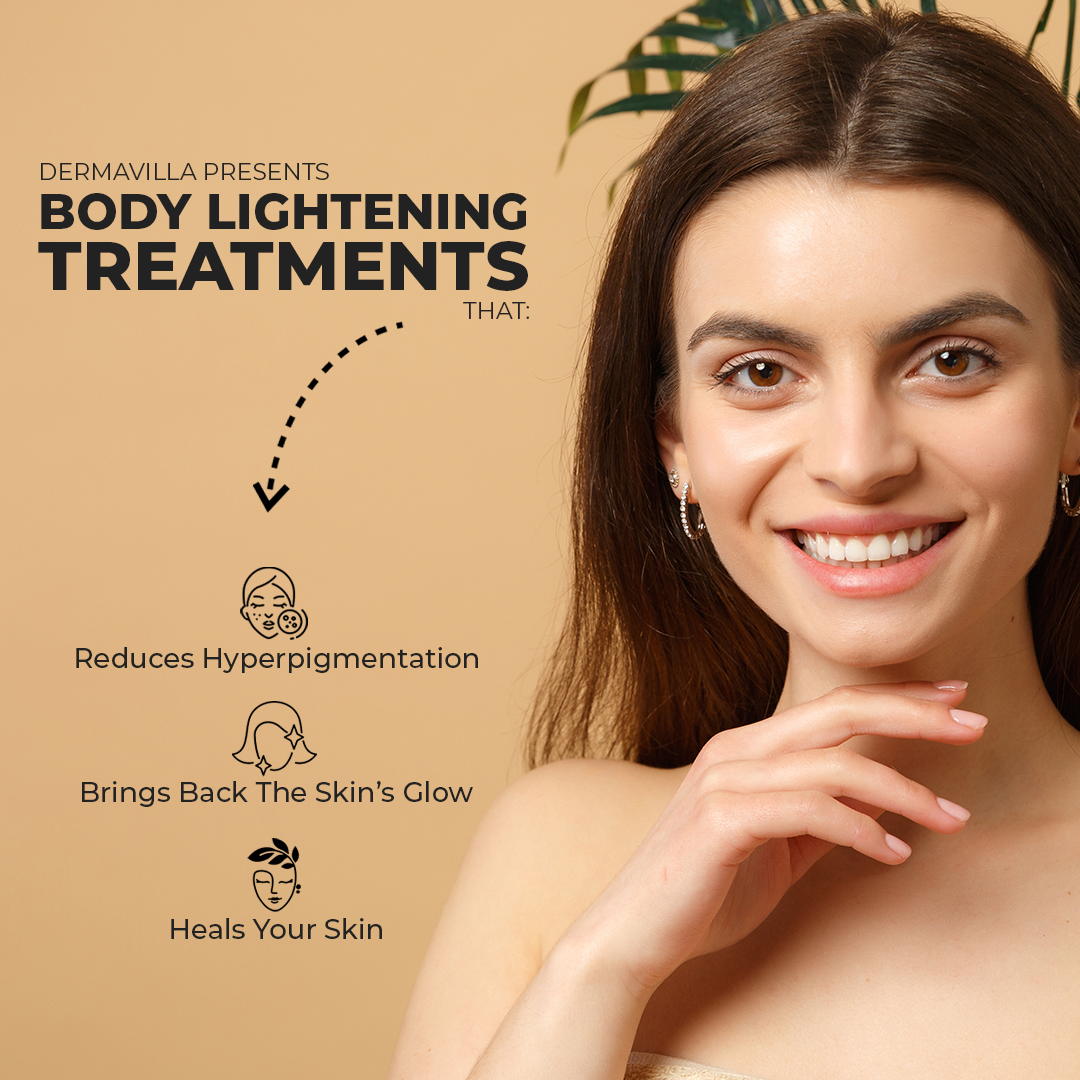 DERMAVILLA PRESENTS
BODY LIGHTENING
TREATMENTS
THAT:
Reduces Hyperpigmentation
Brings Back The Skin's Glow
Heals Your Skin